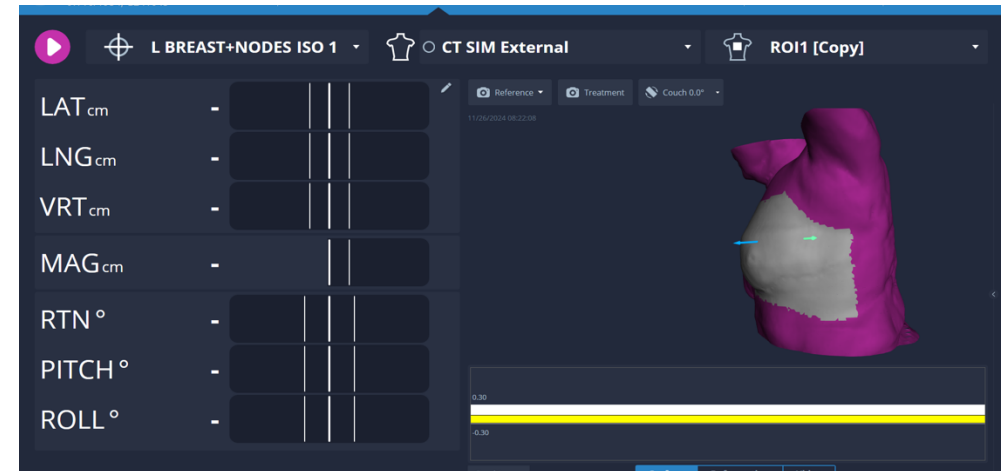 L BREAST+NODES ISO 1
CT SIM External
ROI1 [Copy]
LAT cm -
LNG cm -
VRT cm -
MAG cm -
RTN ° -
PITCH ° -
ROLL ° -
Reference
Treatment
Couch 0.0°
11/26/2024 08:22:08
0.30
-0.30